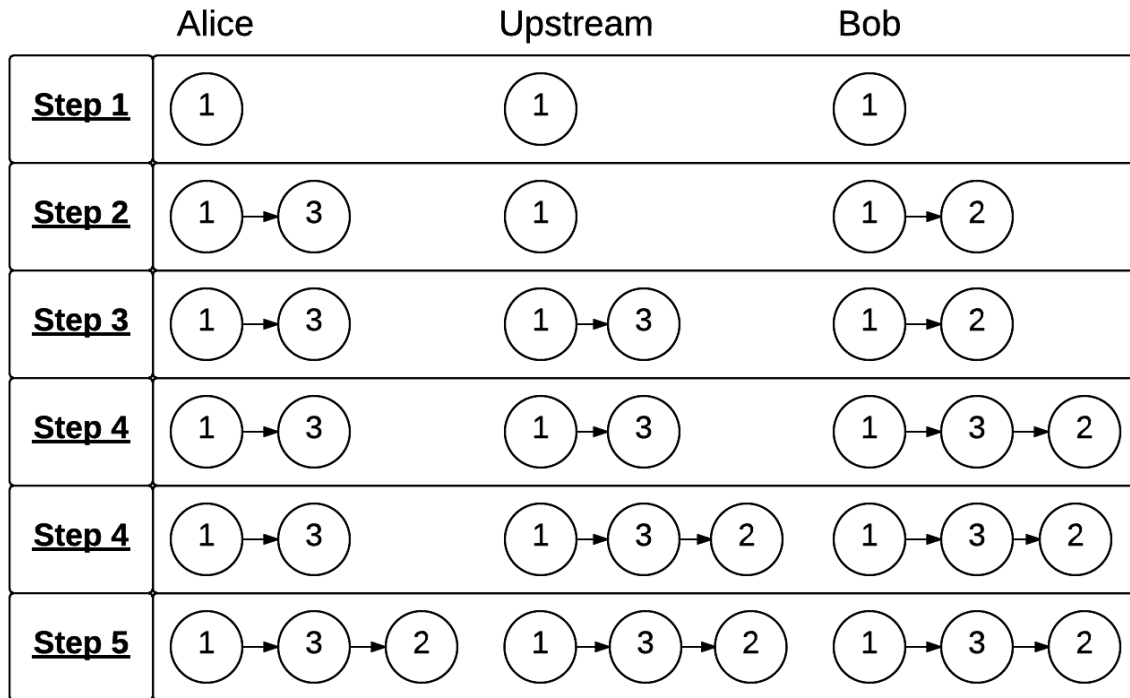 Alice Upstream Bob
Step 1 1 1 1
Step 2 1 3 1 1 2
Step 3 1 3 1 3 1 2
Step 4 1 3 1 3 1 3 2
Step 4 1 3 1 3 2 1 3 2
Step 5 1 3 2 1 3 2 1 3 2